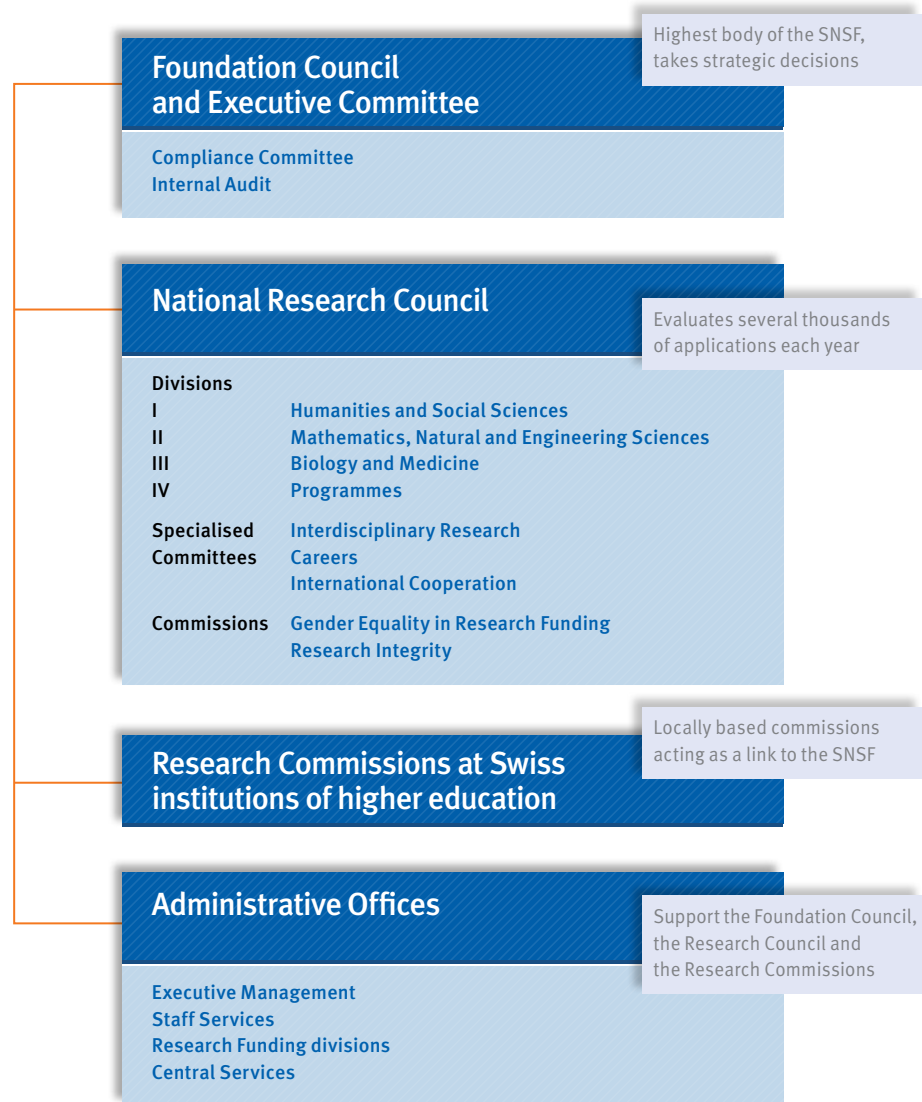 Highest body of the SNSF,
takes strategic decisions
Foundation Council
and Executive Committee
Compliance Committee
Internal Audit
National Research Council
Evaluates several thousands
of applications each year
Divisions
I Humanities and Social Sciences
II Mathematics, Natural and Engineering Sciences
III Biology and Medicine
IV Programmes
Specialised Interdisciplinary Research
Committees Careers
International Cooperation
Commissions Gender Equality in Research Funding
Research Integrity
Locally based commissions
acting as a link to the SNSF
Research Commissions at Swiss
institutions of higher education
Administrative Offices
Support the Foundation Council,
the Research Council and
the Research Commissions
Executive Management
Staff Services
Research Funding divisions
Central Services